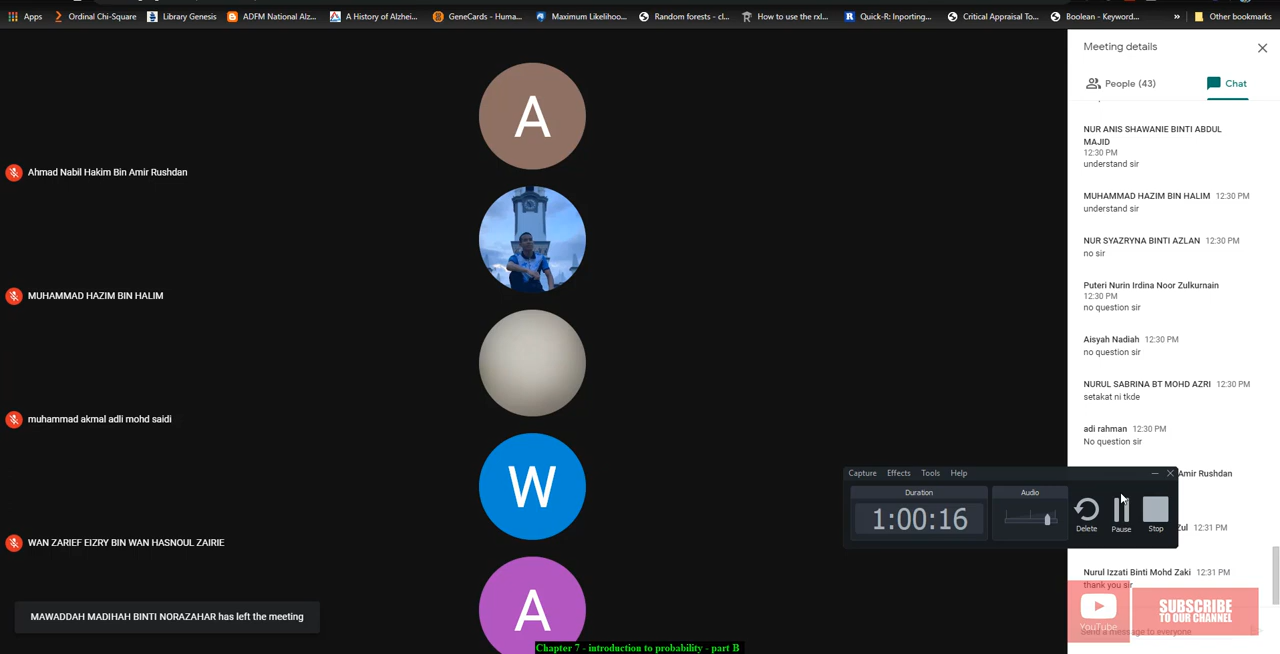 Apps Ordinal Chi-Square Library Genesis ADFM National Alz... A History of Alzhei... GeneCards - Huma... Maximum Likelihoo... Random forests - cl... How to use the rxl... Quick-R: Inporting... Critical Appraisal To... Boolean - Keyword... » Other bookmarks
Meeting details
People (43) Chat
NUR ANIS SHAWANIE BINTI ABDUL
MAJID
12:30 PM
understand sir
MUHAMMAD HAZIM BIN HALIM 12:30 PM
understand sir
NUR SYAZRYNA BINTI AZLAN 12:30 PM
no sir
Puteri Nurin Irdina Noor Zulkurnain
12:30 PM
no question sir
Aisyah Nadiah 12:30 PM
no question sir
NURUL SABRINA BT MOHD AZRI 12:30 PM
setakat ni tkde
adi rahman 12:30 PM
No question sir
Amir Rushdan
Zul 12:31 PM
Nurul Izzati Binti Mohd Zaki 12:31 PM
thank you sir
Send a message to everyone
A
Ahmad Nabil Hakim Bin Amir Rushdan
MUHAMMAD HAZIM BIN HALIM
muhammad akmal adli mohd saidi
W
WAN ZARIEF EIZRY BIN WAN HASNOUL ZAIRIE
A
MAWADDAH MADIHAH BINTI NORAZAHAR has left the meeting
Capture Effects Tools Help
Duration Audio
1:00:16
Delete Pause Stop
YouTube
SUBSCRIBE
TO OUR CHANNEL
Chapter 7 - introduction to probability - part B